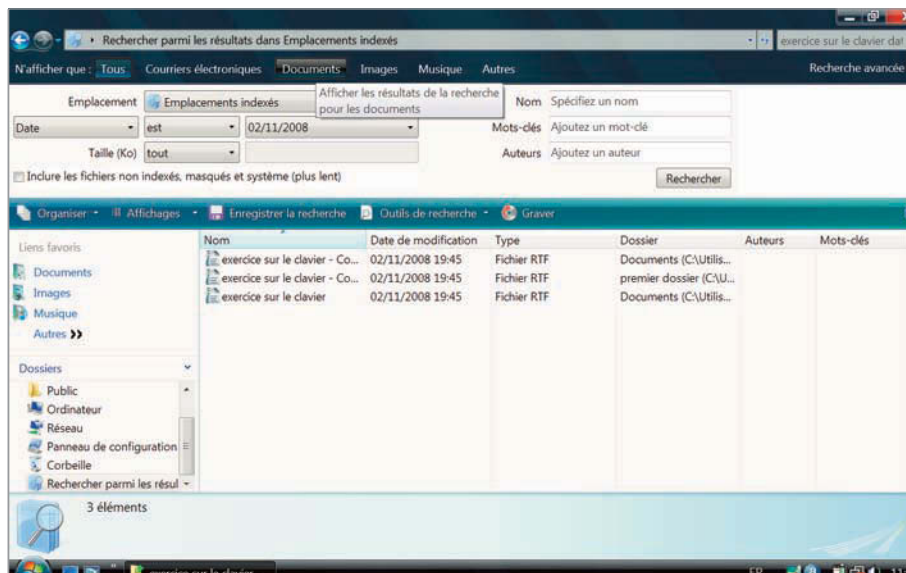 Rechercher parmi les résultats dans Emplacements indexés
exercice sur le clavier dat
N'afficher que : Tous Courriers électroniques Documents Images Musique Autres Recherche avancée
Afficher les résultats de la recherche
pour les documents
Emplacement Emplacements indexés Nom Spécifiez un nom
Date est 02/11/2008 Mots-clés Ajoutez un mot-clé
Taille (Ko) tout Auteurs Ajoutez un auteur
Inclure les fichiers non indexés, masqués et système (plus lent) Rechercher
Organiser Affichages Enregistrer la recherche Outils de recherche Graver
Liens favoris
Documents
Images
Musique
Autres
Dossiers
Public
Ordinateur
Réseau
Panneau de configuration
Corbeille
Rechercher parmi les résul
Nom Date de modification Type Dossier Auteurs Mots-clés
exercice sur le clavier - Co... 02/11/2008 19:45 Fichier RTF Documents (C:\Utilis...
exercice sur le clavier - Co... 02/11/2008 19:45 Fichier RTF premier dossier (C:\U...
exercice sur le clavier 02/11/2008 19:45 Fichier RTF Documents (C:\Utilis...
3 éléments
exercice sur le clavier
FR